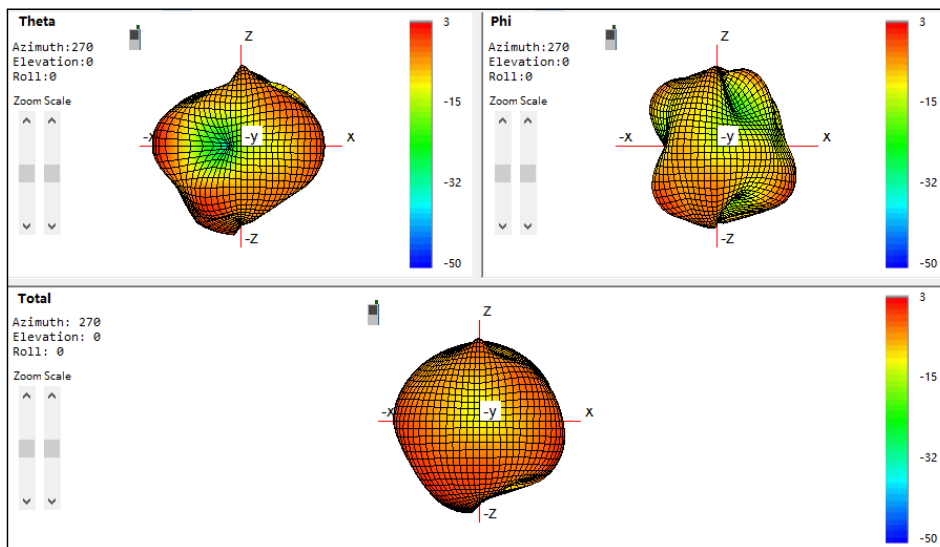 Theta
Azimuth:270
Elevation:0
Roll:0
Zoom Scale
Z
-x
-y
x
-Z
3
-15
-32
-50
Phi
Azimuth:270
Elevation:0
Roll:0
Zoom Scale
Z
-x
-y
x
-Z
3
-15
-32
-50
Total
Azimuth: 270
Elevation: 0
Roll: 0
Zoom Scale
Z
-x
-y
x
-Z
3
-15
-32
-50